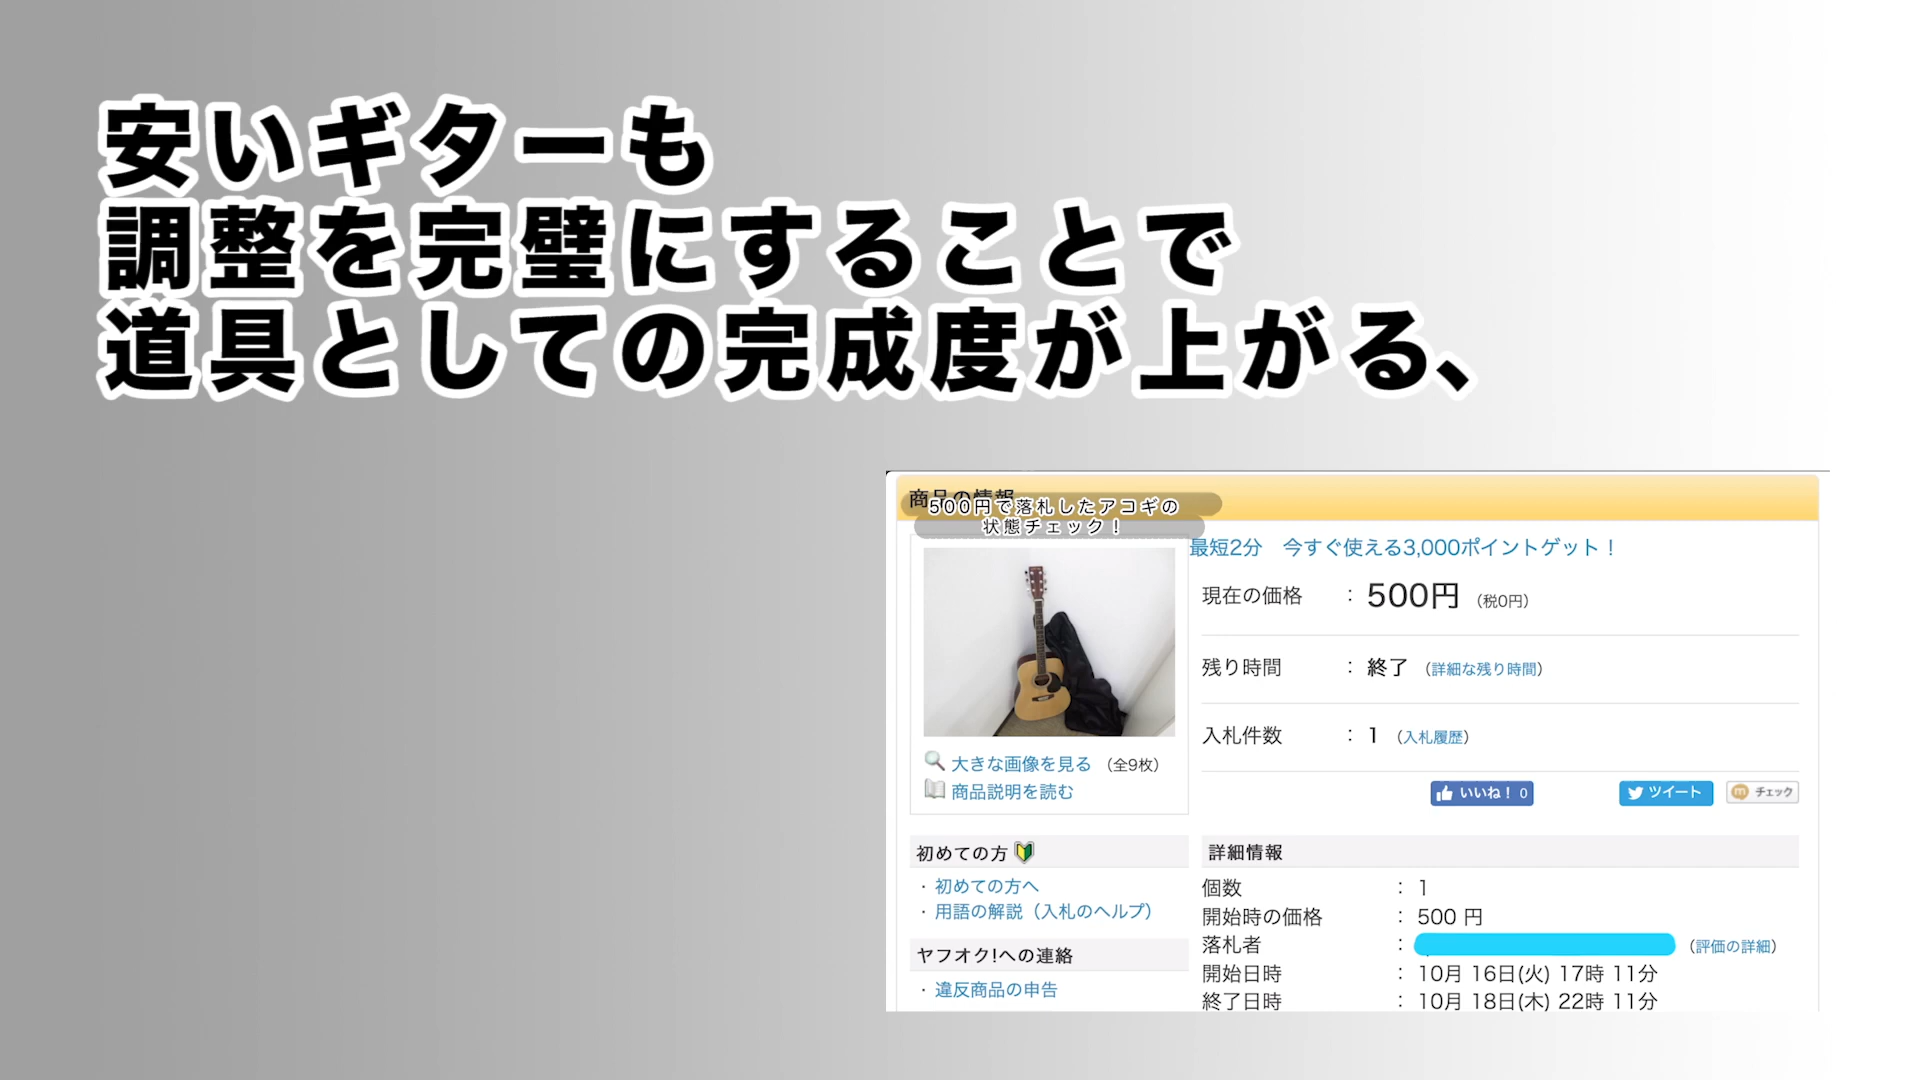 安いギターも
調整を完璧にすることで
道具としての完成度が上がる、
商品の情報
500円で落札したアコギの
状態チェック！
最短2分　今すぐ使える3,000ポイントゲット！
現在の価格 ： 500円 （税0円）
残り時間 ： 終了 （詳細な残り時間）
入札件数 ： 1 （入札履歴）
大きな画像を見る （全9枚）
商品説明を読む
いいね！ 0 ツイート m チェック
初めての方
・ 初めての方へ
・ 用語の解説（入札のヘルプ）
ヤフオク!への連絡
・ 違反商品の申告
詳細情報
個数 ： 1
開始時の価格 ： 500 円
落札者 ： （評価の詳細）
開始日時 ： 10月 16日(火) 17時 11分
終了日時 ： 10月 18日(木) 22時 11分